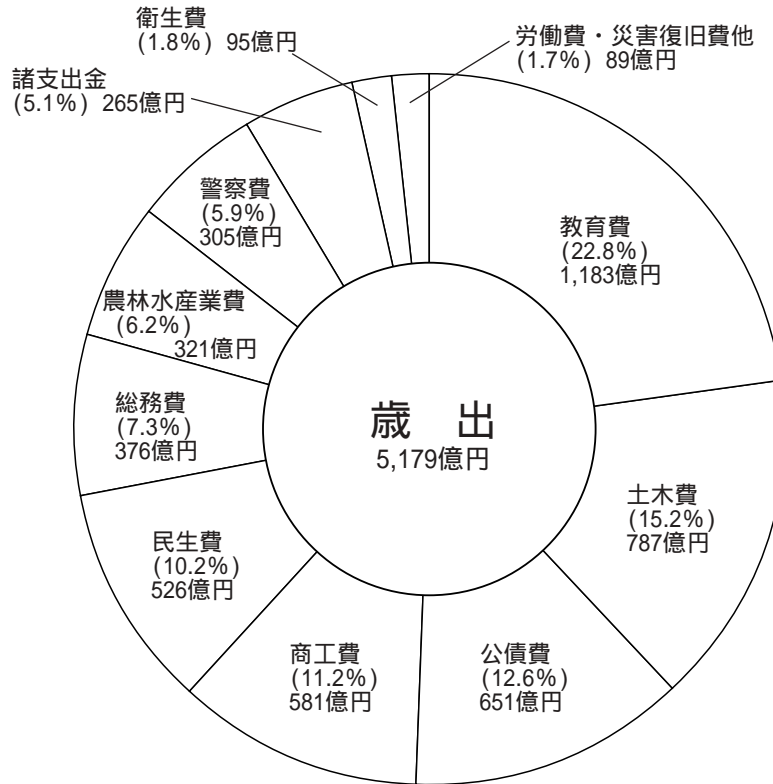 衛生費
(1.8%) 95億円
労働費・災害復旧費他
(1.7%) 89億円
諸支出金
(5.1%) 265億円
警察費
(5.9%)
305億円
教育費
(22.8%)
1,183億円
農林水産業費
(6.2%)
321億円
総務費
(7.3%)
376億円
歳 出
5,179億円
土木費
(15.2%)
787億円
民生費
(10.2%)
526億円
商工費
(11.2%)
581億円
公債費
(12.6%)
651億円